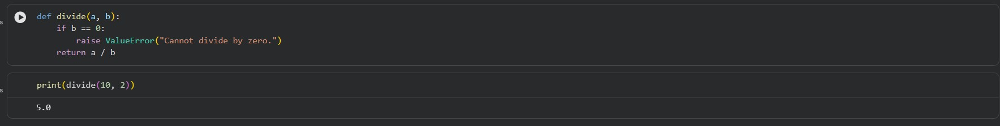 def divide(a, b):
    if b == 0:
        raise ValueError("Cannot divide by zero.")
    return a / b
print(divide(10, 2))
5.0